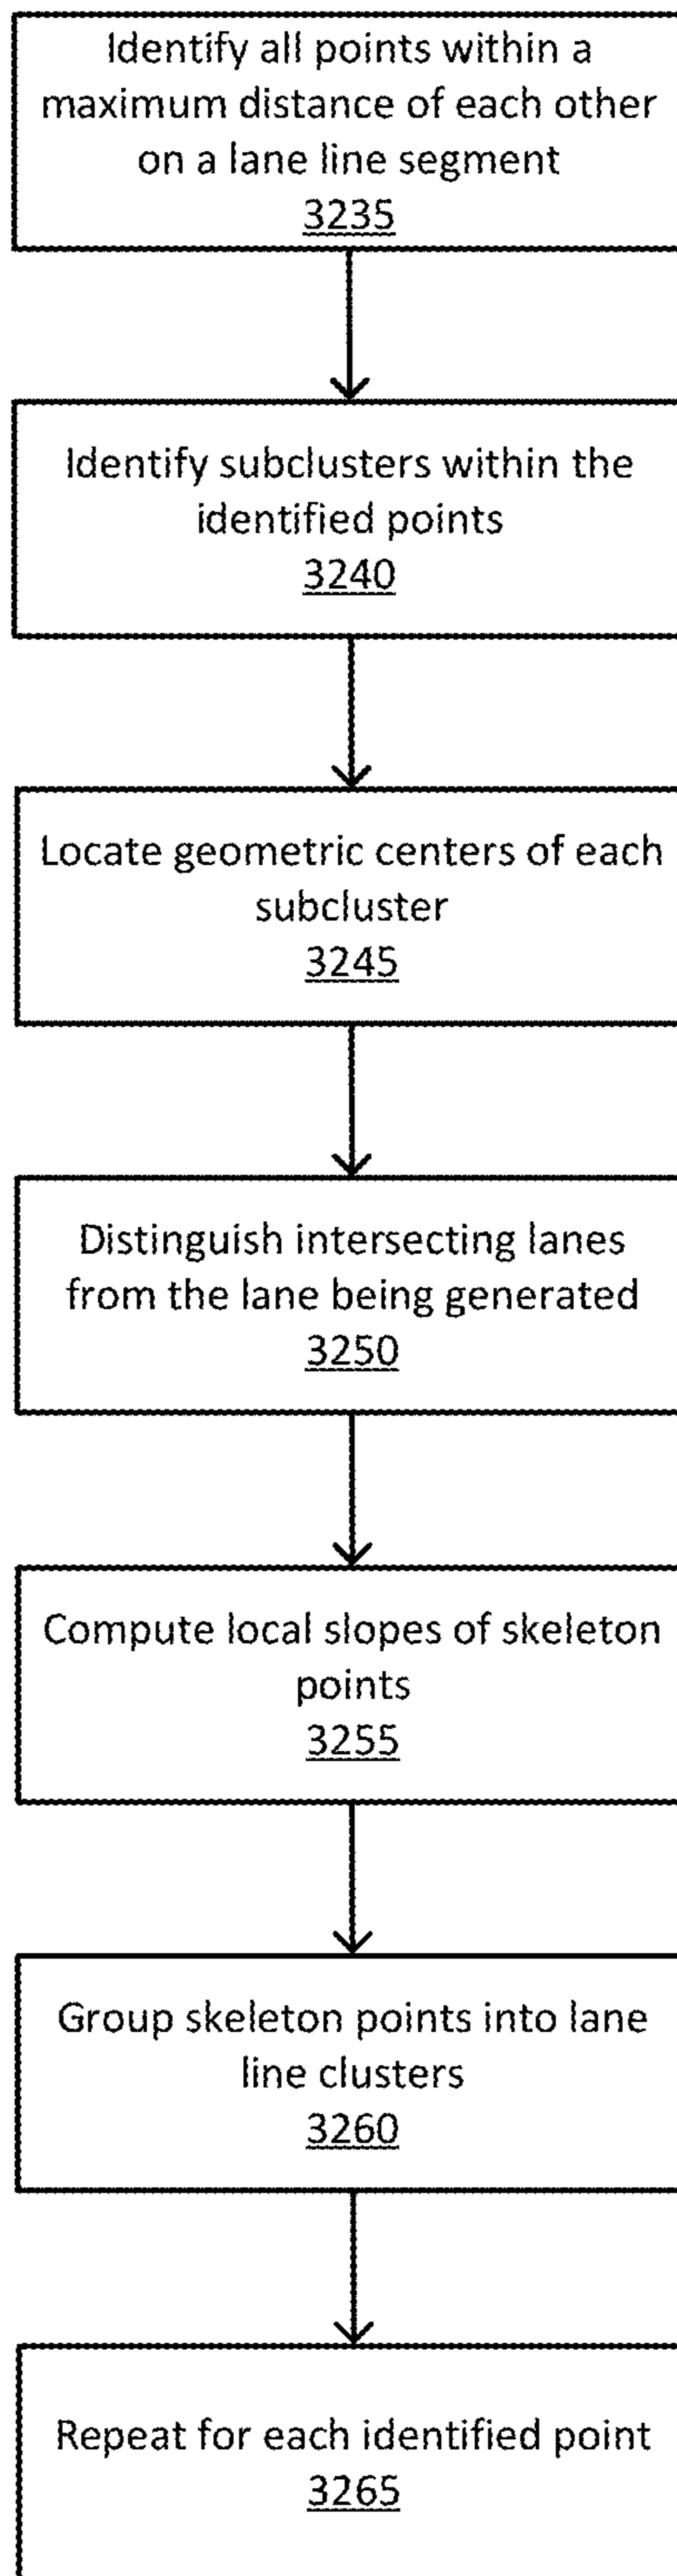 Identify all points within a
maximum distance of each other
on a lane line segment
3235
Identify subclusters within the
identified points
3240
Locate geometric centers of each
subcluster
3245
Distinguish intersecting lanes
from the lane being generated
3250
Compute local slopes of skeleton
points
3255
Group skeleton points into lane
line clusters
3260
Repeat for each identified point
3265